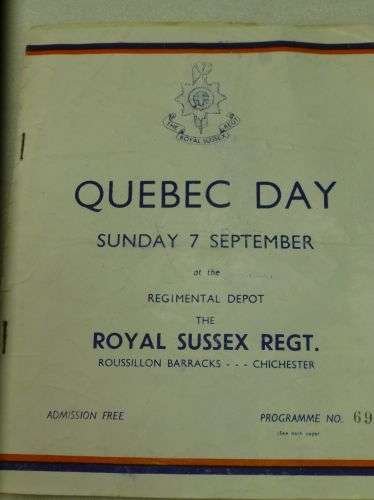 THE ROYAL SUSSEX REGT
QUEBEC DAY
SUNDAY 7 SEPTEMBER
at the
REGIMENTAL DEPOT
THE
ROYAL SUSSEX REGT.
ROUSSILLON BARRACKS - - - CHICHESTER
ADMISSION FREE
PROGRAMME NO. 69
(See back page)